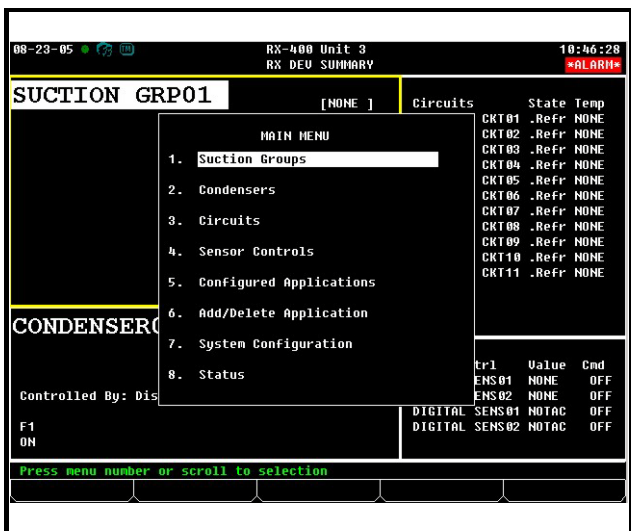 08-23-05 RX-400 Unit 3 10:46:28
RX DEV SUMMARY *ALARM*
SUCTION GRP01
[NONE ]
MAIN MENU
1. Suction Groups
2. Condensers
3. Circuits
4. Sensor Controls
5. Configured Applications
6. Add/Delete Application
7. System Configuration
8. Status
Circuits State Temp
CKT01 .Refr NONE
CKT02 .Refr NONE
CKT03 .Refr NONE
CKT04 .Refr NONE
CKT05 .Refr NONE
CKT06 .Refr NONE
CKT07 .Refr NONE
CKT08 .Refr NONE
CKT09 .Refr NONE
CKT10 .Refr NONE
CKT11 .Refr NONE
CONDENSER
Controlled By: Dis
F1
ON
trl Value Cmd
ENS01 NONE OFF
ENS02 NONE OFF
DIGITAL SENS01 NOTAC OFF
DIGITAL SENS02 NOTAC OFF
Press menu number or scroll to selection